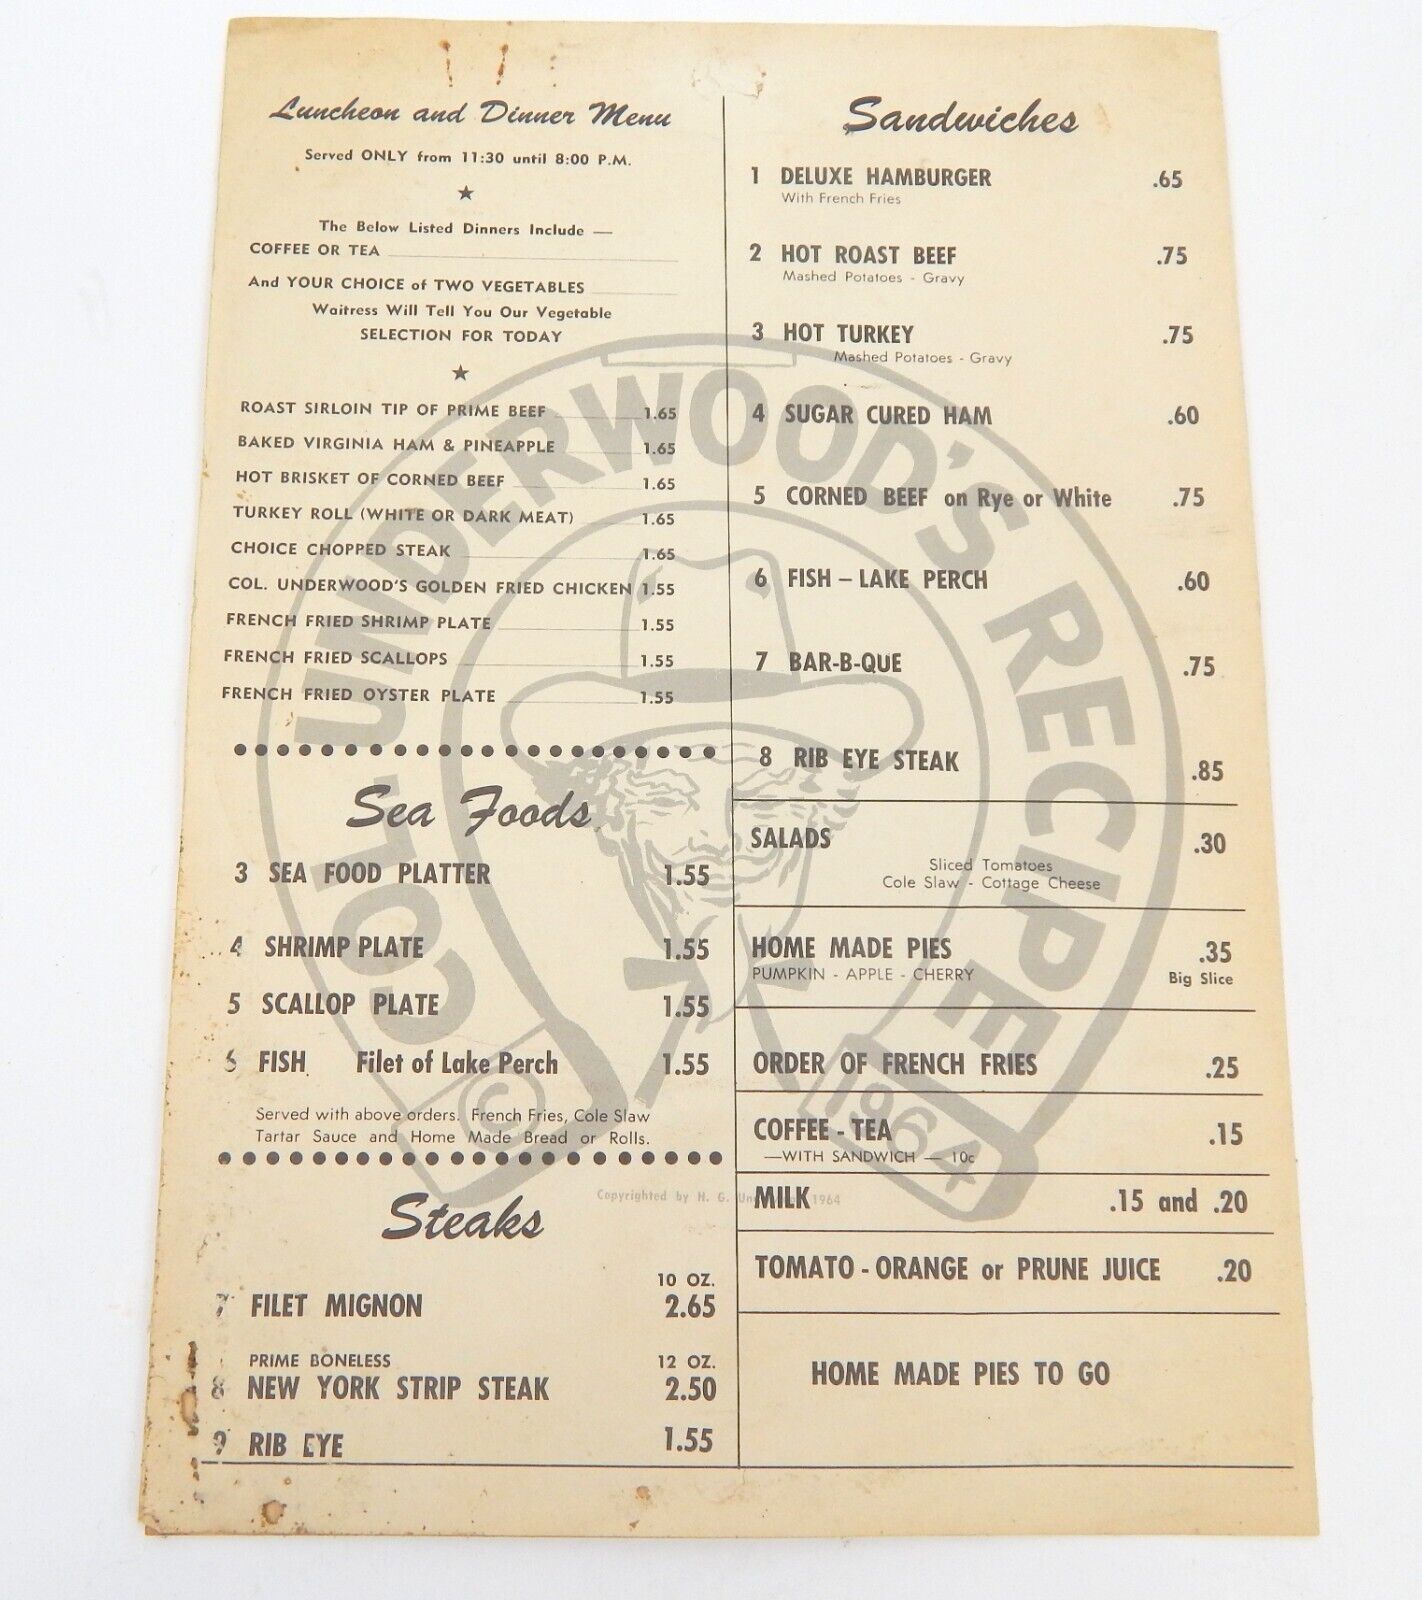 Luncheon and Dinner Menu
Served ONLY from 11:30 until 8:00 P.M.
The Below Listed Dinners Include —
COFFEE OR TEA
And YOUR CHOICE of TWO VEGETABLES
Waitress Will Tell You Our Vegetable
SELECTION FOR TODAY
ROAST SIRLOIN TIP OF PRIME BEEF 1.65
BAKED VIRGINIA HAM & PINEAPPLE 1.65
HOT BRISKET OF CORNED BEEF 1.65
TURKEY ROLL (WHITE OR DARK MEAT) 1.65
CHOICE CHOPPED STEAK 1.65
COL. UNDERWOOD'S GOLDEN FRIED CHICKEN 1.55
FRENCH FRIED SHRIMP PLATE 1.55
FRENCH FRIED SCALLOPS 1.55
FRENCH FRIED OYSTER PLATE 1.55
Sea Foods
3 SEA FOOD PLATTER 1.55
4 SHRIMP PLATE 1.55
5 SCALLOP PLATE 1.55
6 FISH Filet of Lake Perch 1.55
Served with above orders. French Fries, Cole Slaw
Tartar Sauce and Home Made Bread or Rolls.
Steaks
10 OZ.
7 FILET MIGNON 2.65
PRIME BONELESS 12 OZ.
8 NEW YORK STRIP STEAK 2.50
9 RIB EYE 1.55
Sandwiches
1 DELUXE HAMBURGER .65
With French Fries
2 HOT ROAST BEEF .75
Mashed Potatoes - Gravy
3 HOT TURKEY .75
Mashed Potatoes - Gravy
4 SUGAR CURED HAM .60
5 CORNED BEEF on Rye or White .75
6 FISH – LAKE PERCH .60
7 BAR-B-QUE .75
8 RIB EYE STEAK .85
SALADS .30
Sliced Tomatoes
Cole Slaw - Cottage Cheese
HOME MADE PIES .35
PUMPKIN - APPLE - CHERRY Big Slice
ORDER OF FRENCH FRIES .25
COFFEE - TEA .15
—WITH SANDWICH — 10c
MILK .15 and .20
TOMATO - ORANGE or PRUNE JUICE .20
HOME MADE PIES TO GO
COL. UNDERWOOD'S RECIPE
© 1964
Copyrighted by H. G. 1964